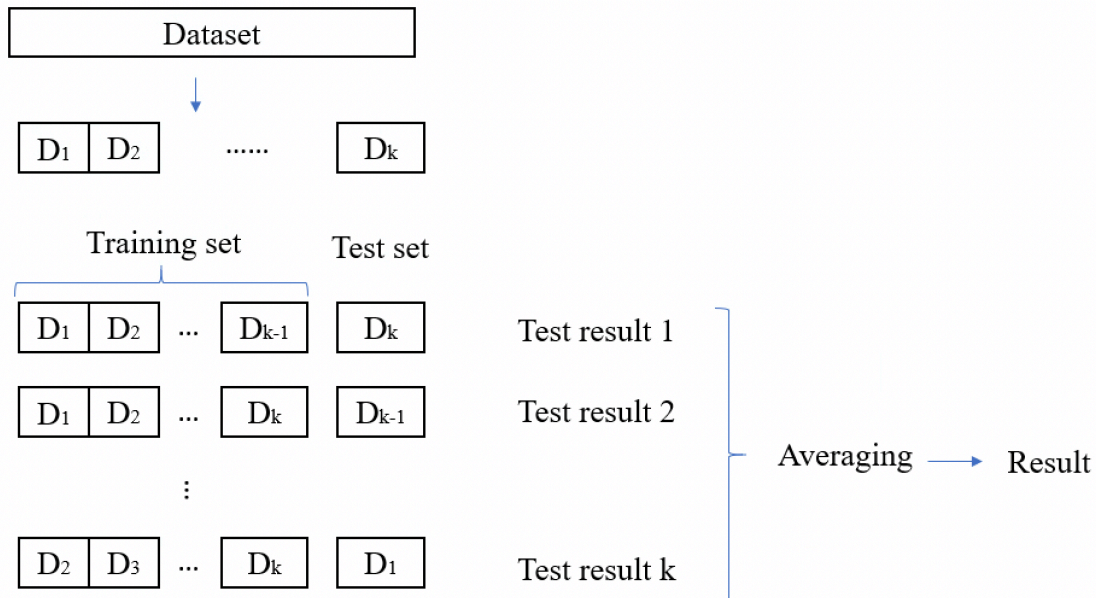 Dataset
D1 D2 ...... Dk
Training set Test set
D1 D2 ... Dk-1 Dk Test result 1
D1 D2 ... Dk Dk-1 Test result 2
⋮
Averaging Result
D2 D3 ... Dk D1 Test result k